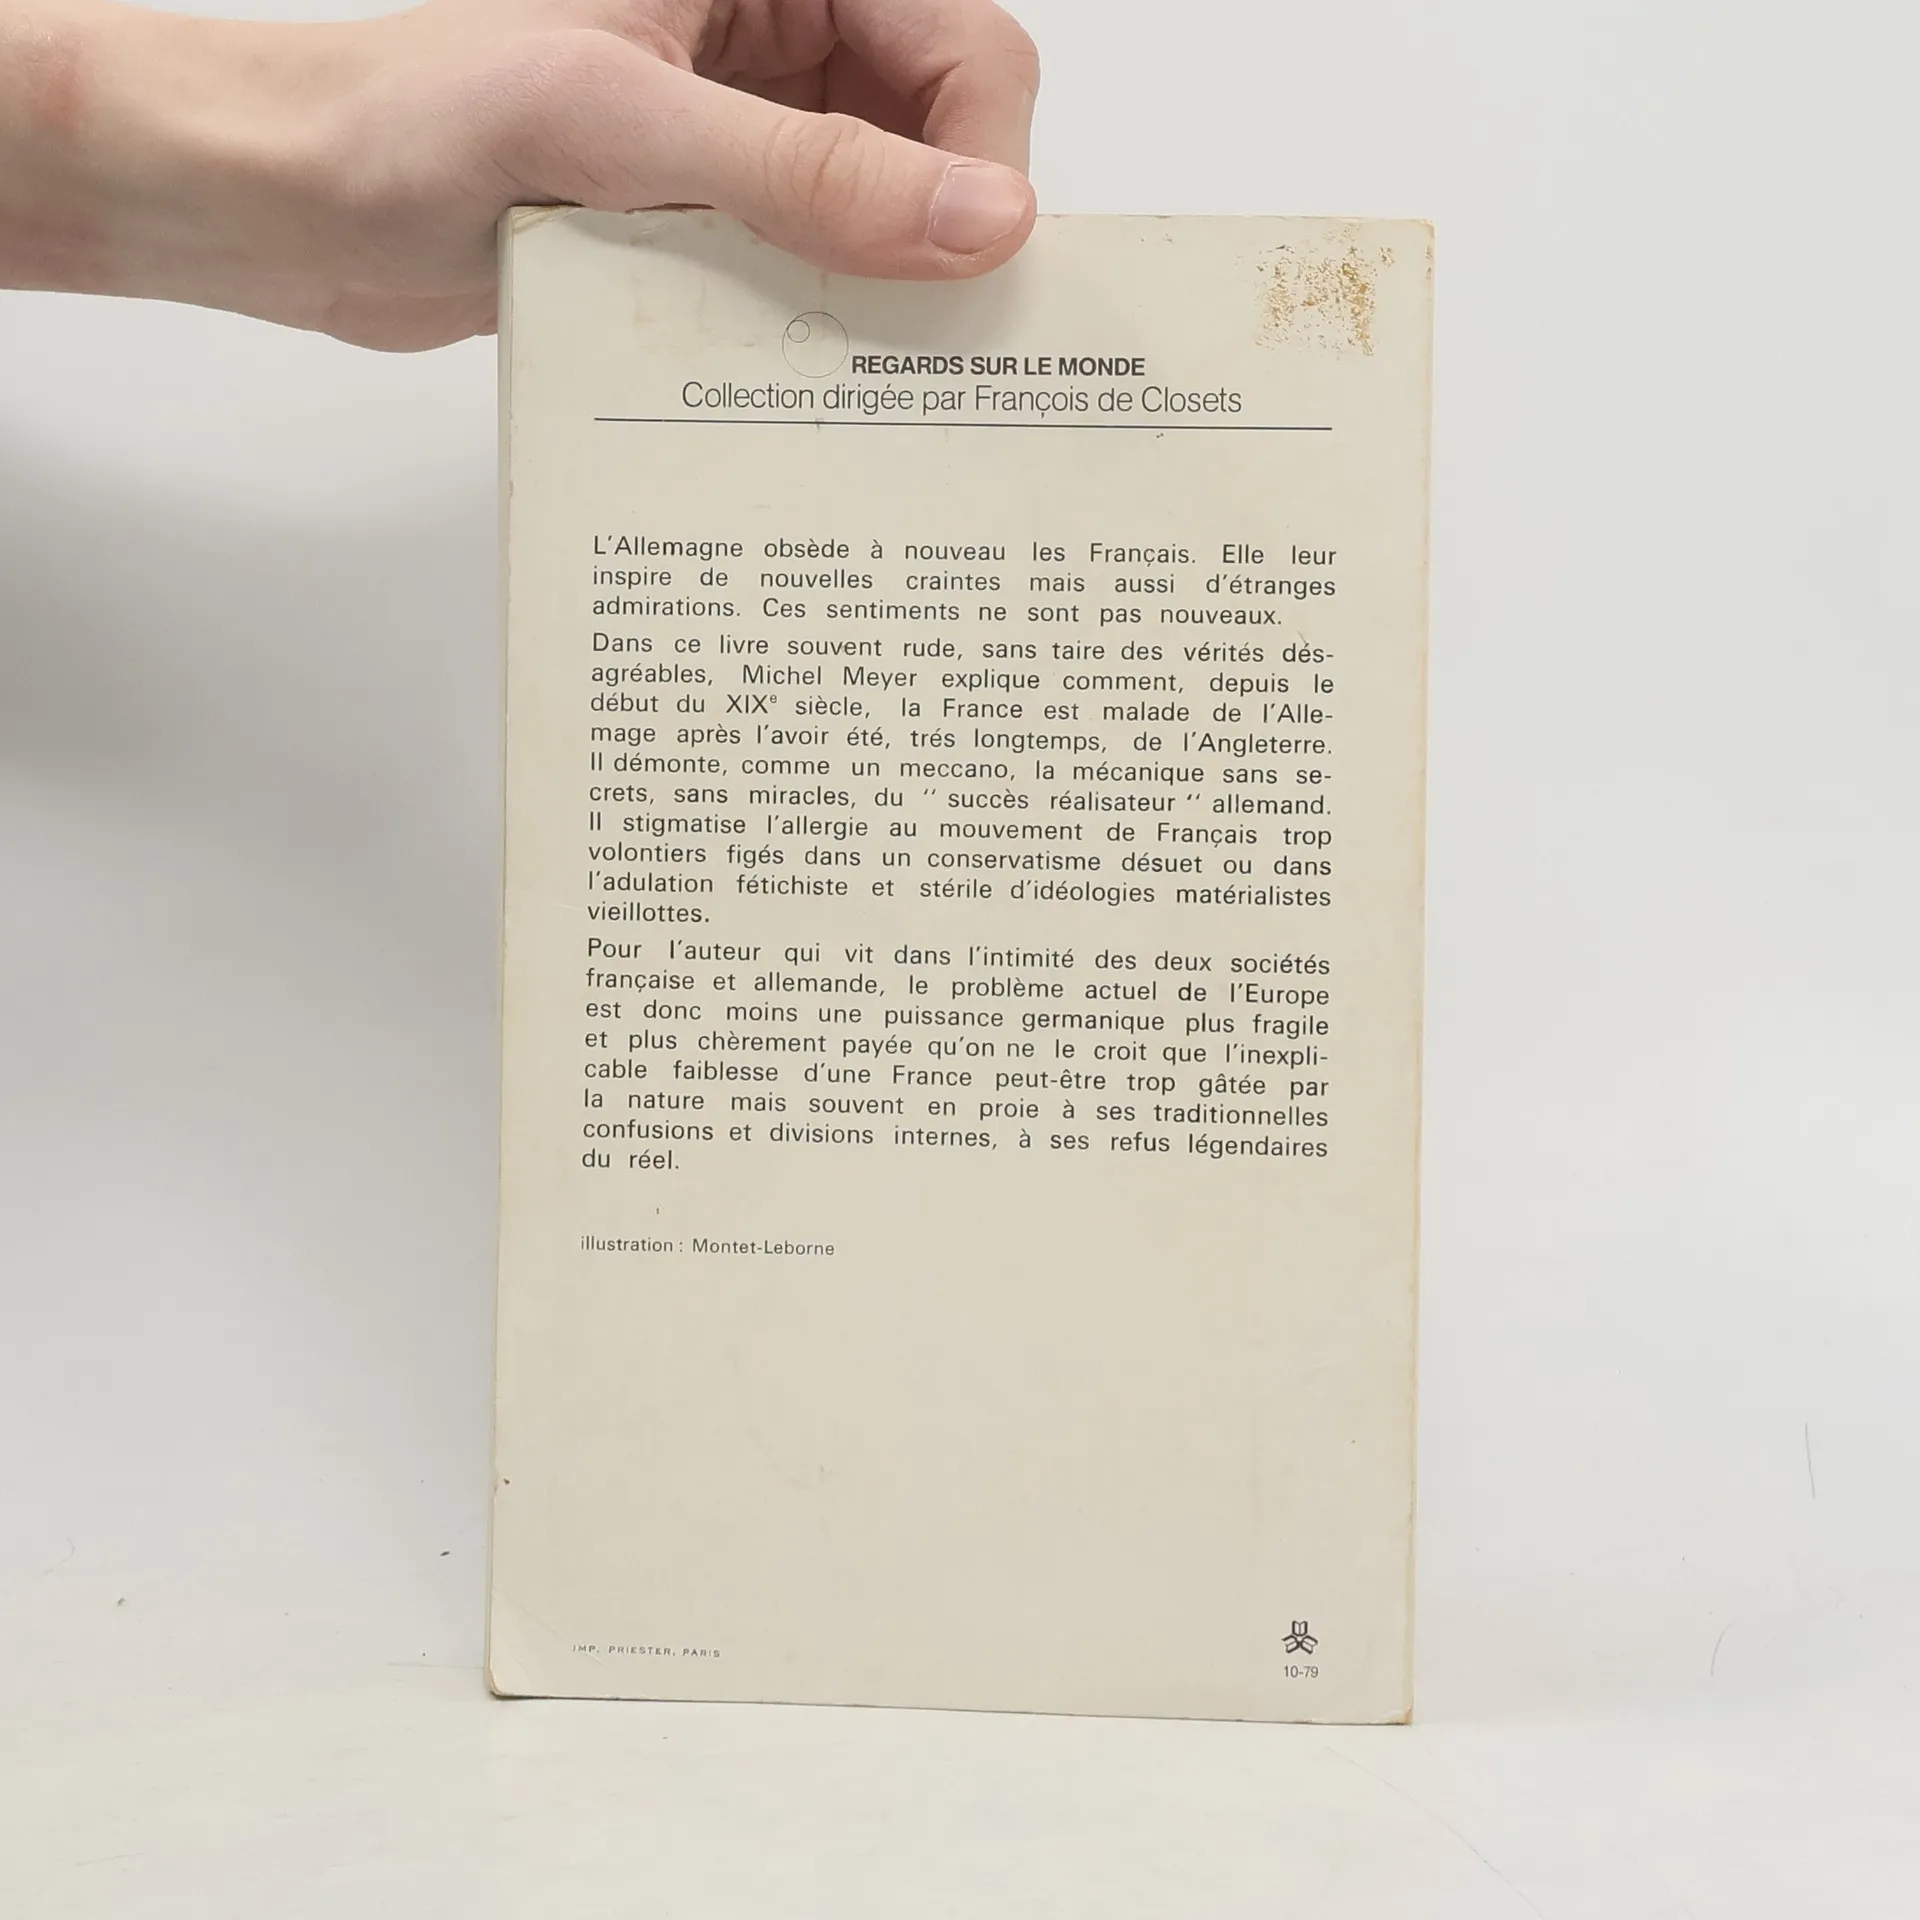 REGARDS SUR LE MONDE
Collection dirigée par François de Closets
L'Allemagne obsède à nouveau les Français. Elle leur
inspire de nouvelles craintes mais aussi d'étranges
admirations. Ces sentiments ne sont pas nouveaux.
Dans ce livre souvent rude, sans taire des vérités dés-
agréables, Michel Meyer explique comment, depuis le
début du XIXe siècle, la France est malade de l'Alle-
mage après l'avoir été, trés longtemps, de l'Angleterre.
Il démonte, comme un meccano, la mécanique sans se-
crets, sans miracles, du '' succès réalisateur '' allemand.
Il stigmatise l'allergie au mouvement de Français trop
volontiers figés dans un conservatisme désuet ou dans
l'adulation fétichiste et stérile d'idéologies matérialistes
vieillottes.
Pour l'auteur qui vit dans l'intimité des deux sociétés
française et allemande, le problème actuel de l'Europe
est donc moins une puissance germanique plus fragile
et plus chèrement payée qu'on ne le croit que l'inexpli-
cable faiblesse d'une France peut-être trop gâtée par
la nature mais souvent en proie à ses traditionnelles
confusions et divisions internes, à ses refus légendaires
du réel.
illustration : Montet-Leborne
IMP. PRIESTER, PARIS
10-79